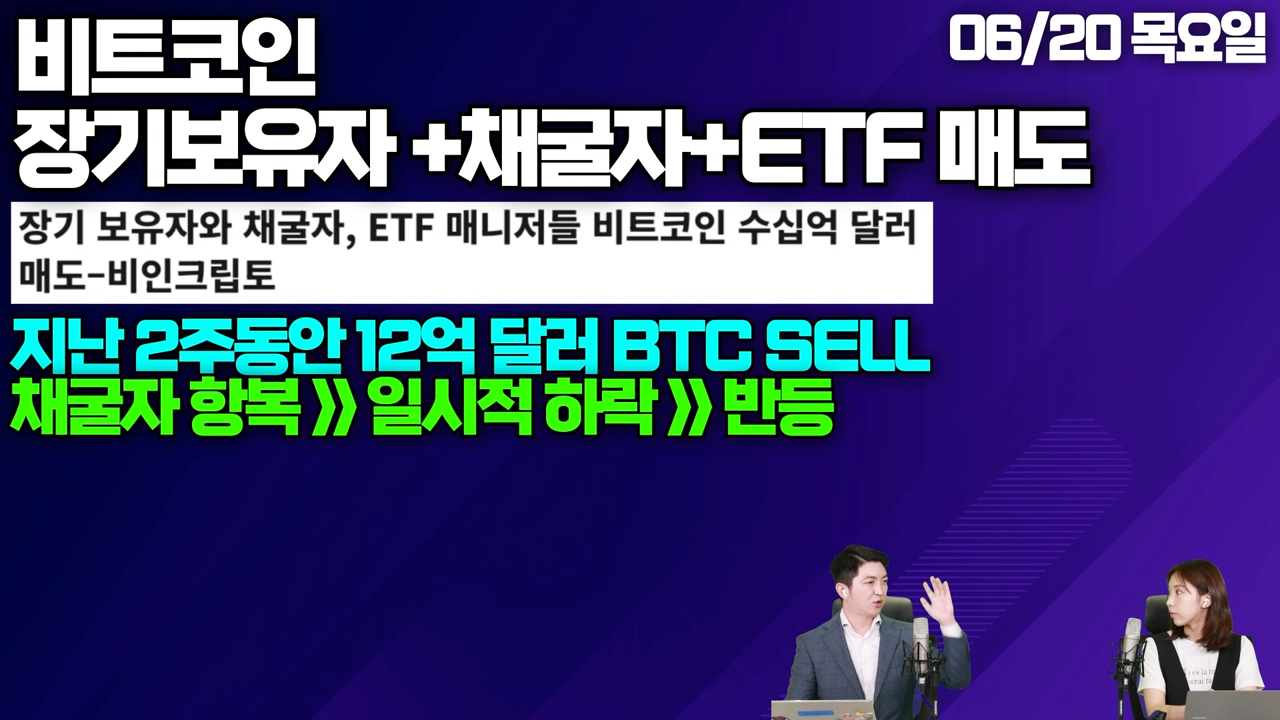 06/20 목요일
비트코인
장기보유자 +채굴자+ETF 매도
장기 보유자와 채굴자, ETF 매니저들 비트코인 수십억 달러
매도-비인크립토
지난 2주동안 12억 달러 BTC SELL
채굴자 항복 》 일시적 하락 》 반등